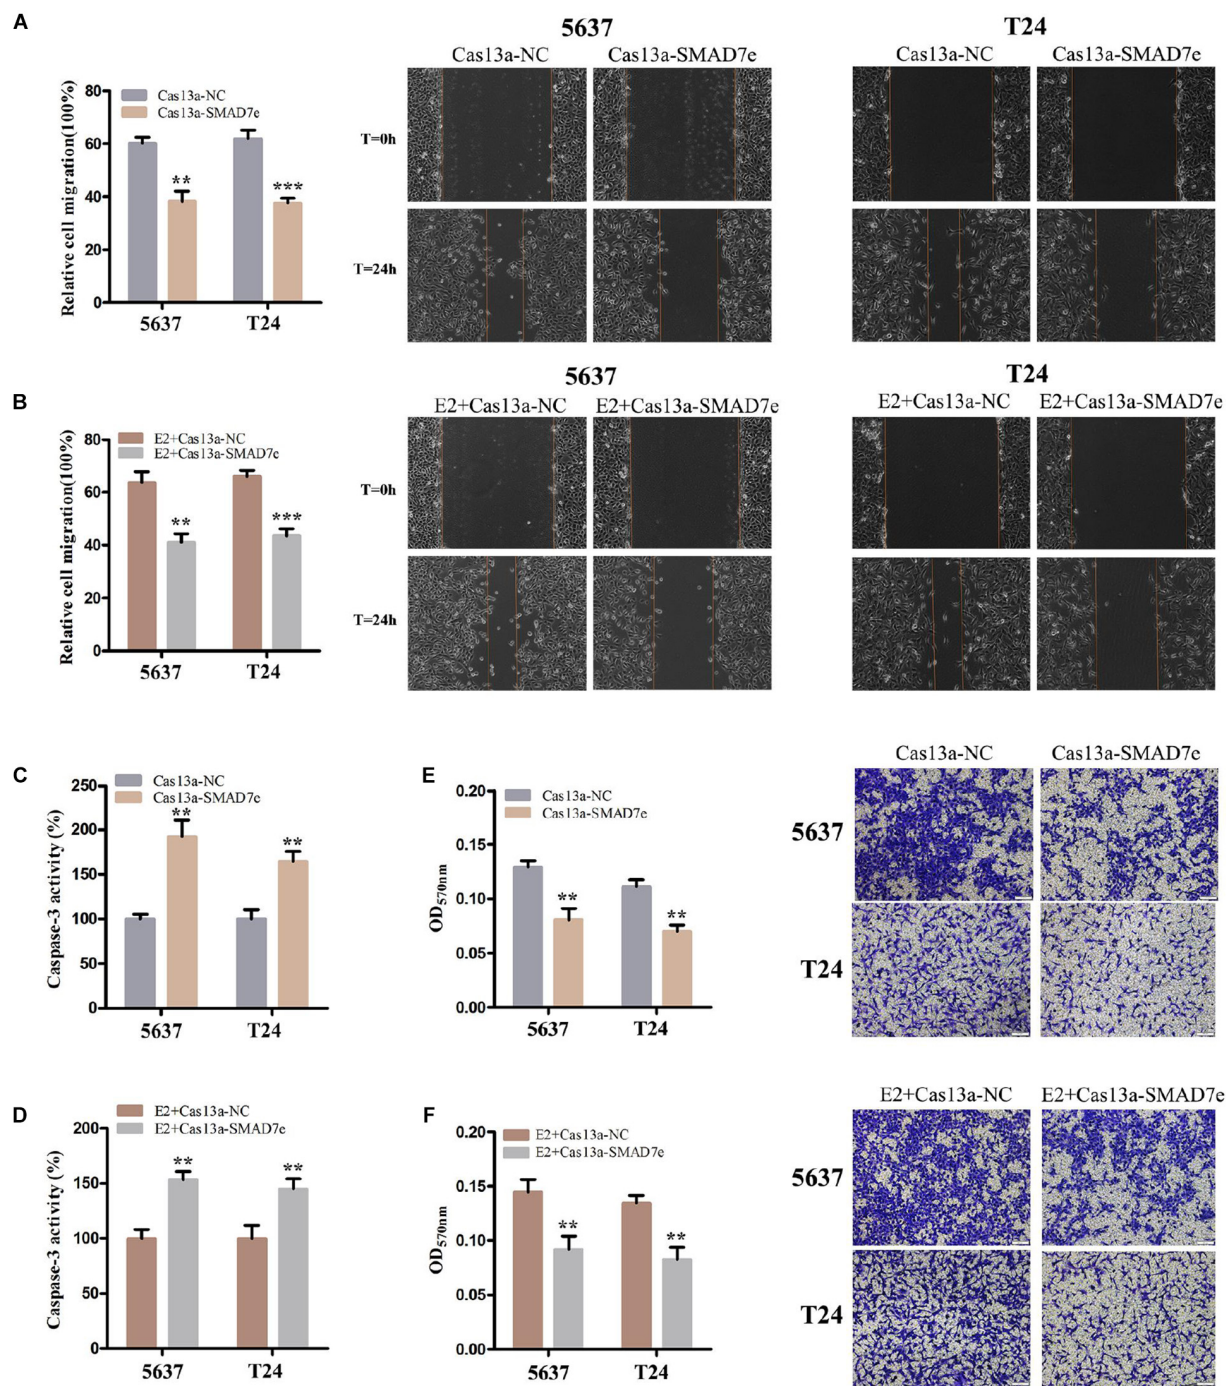 A
5637
T24
Cas13a-NC
Cas13a-SMAD7e
Cas13a-NC
Cas13a-SMAD7e
Relative cell migration(100%)
80
60
40
20
0
Cas13a-NC
Cas13a-SMAD7e
**
***
5637
T24
T=0h
T=24h
B
5637
T24
E2+Cas13a-NC
E2+Cas13a-SMAD7e
E2+Cas13a-NC
E2+Cas13a-SMAD7e
Relative cell migration(100%)
80
60
40
20
0
E2+Cas13a-NC
E2+Cas13a-SMAD7e
**
***
5637
T24
T=0h
T=24h
C
Caspase-3 activity (%)
250
200
150
100
50
0
Cas13a-NC
Cas13a-SMAD7e
**
**
5637
T24
E
OD570nm
0.20
0.15
0.10
0.05
0.00
Cas13a-NC
Cas13a-SMAD7e
**
**
5637
T24
Cas13a-NC
Cas13a-SMAD7e
5637
T24
D
Caspase-3 activity (%)
200
150
100
50
0
E2+Cas13a-NC
E2+Cas13a-SMAD7e
**
**
5637
T24
F
OD570nm
0.20
0.15
0.10
0.05
0.00
E2+Cas13a-NC
E2+Cas13a-SMAD7e
**
**
5637
T24
E2+Cas13a-NC
E2+Cas13a-SMAD7e
5637
T24